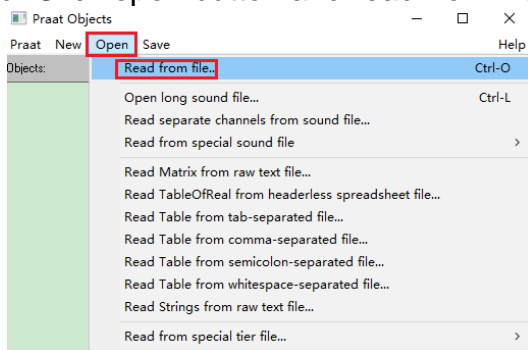 Praat Objects
Praat New Open Save Help
Objects:
Read from file... Ctrl-O
Open long sound file... Ctrl-L
Read separate channels from sound file...
Read from special sound file
Read Matrix from raw text file...
Read TableOfReal from headerless spreadsheet file...
Read Table from tab-separated file...
Read Table from comma-separated file...
Read Table from semicolon-separated file...
Read Table from whitespace-separated file...
Read Strings from raw text file...
Read from special tier file...